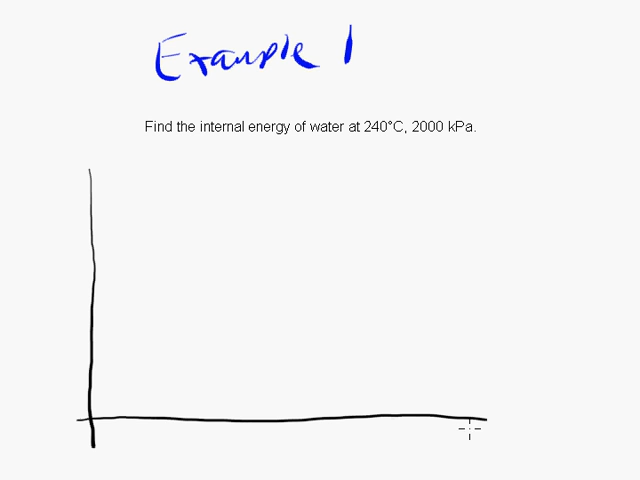 Example 1
Find the internal energy of water at 240°C, 2000 kPa.